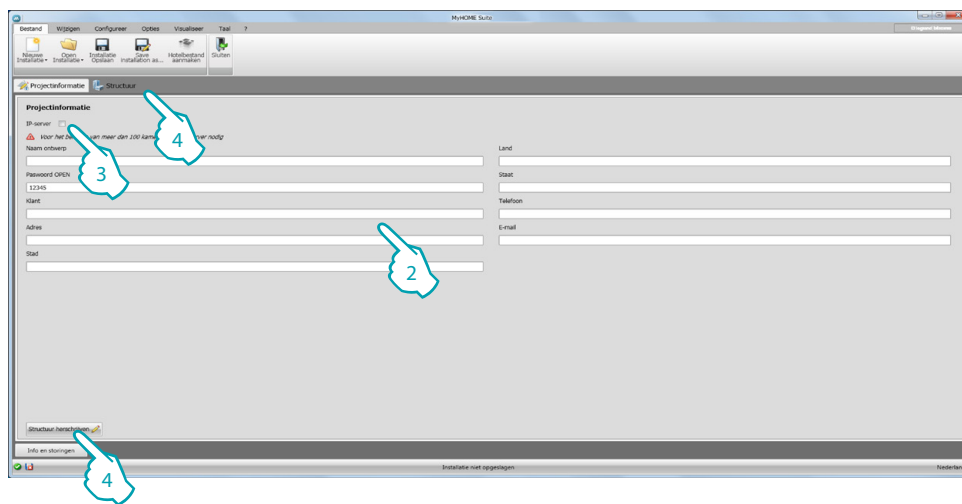 MyHOME Suite
Bestand Wijzigen Configureer Opties Visualiseer Taal ?
Nieuwe Installatie
Open Installatie
Installatie Opslaan
Save installation as...
Hotelbestand aanmaken
Sluiten
Projectinformatie Structuur
4
Projectinformatie
IP-server
3
Voor het be van meer dan 100 kame ver nodig
Naam ontwerp Land
Paswoord OPEN Staat
12345
Klant Telefoon
Adres E-mail
2
Stad
Structuur herschrijven
Info en storingen
Installatie niet opgeslagen
4